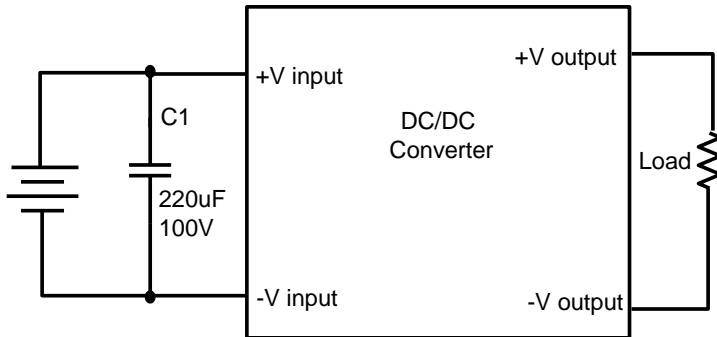 +V input
+V output
C1
DC/DC
Converter
Load
220uF
100V
-V input
-V output